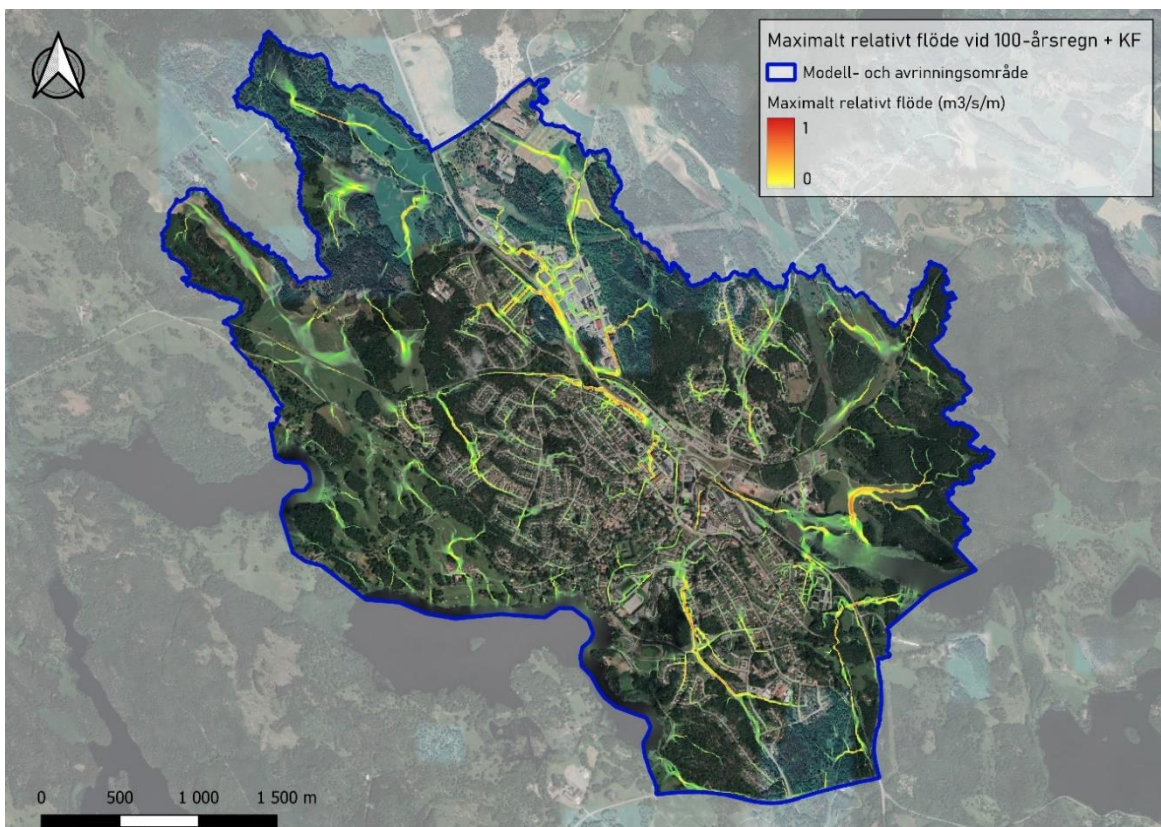 Maximalt relativt flöde vid 100-årsregn + KF
Modell- och avrinningsområde
Maximalt relativt flöde (m3/s/m)
1
0
0 500 1 000 1 500 m